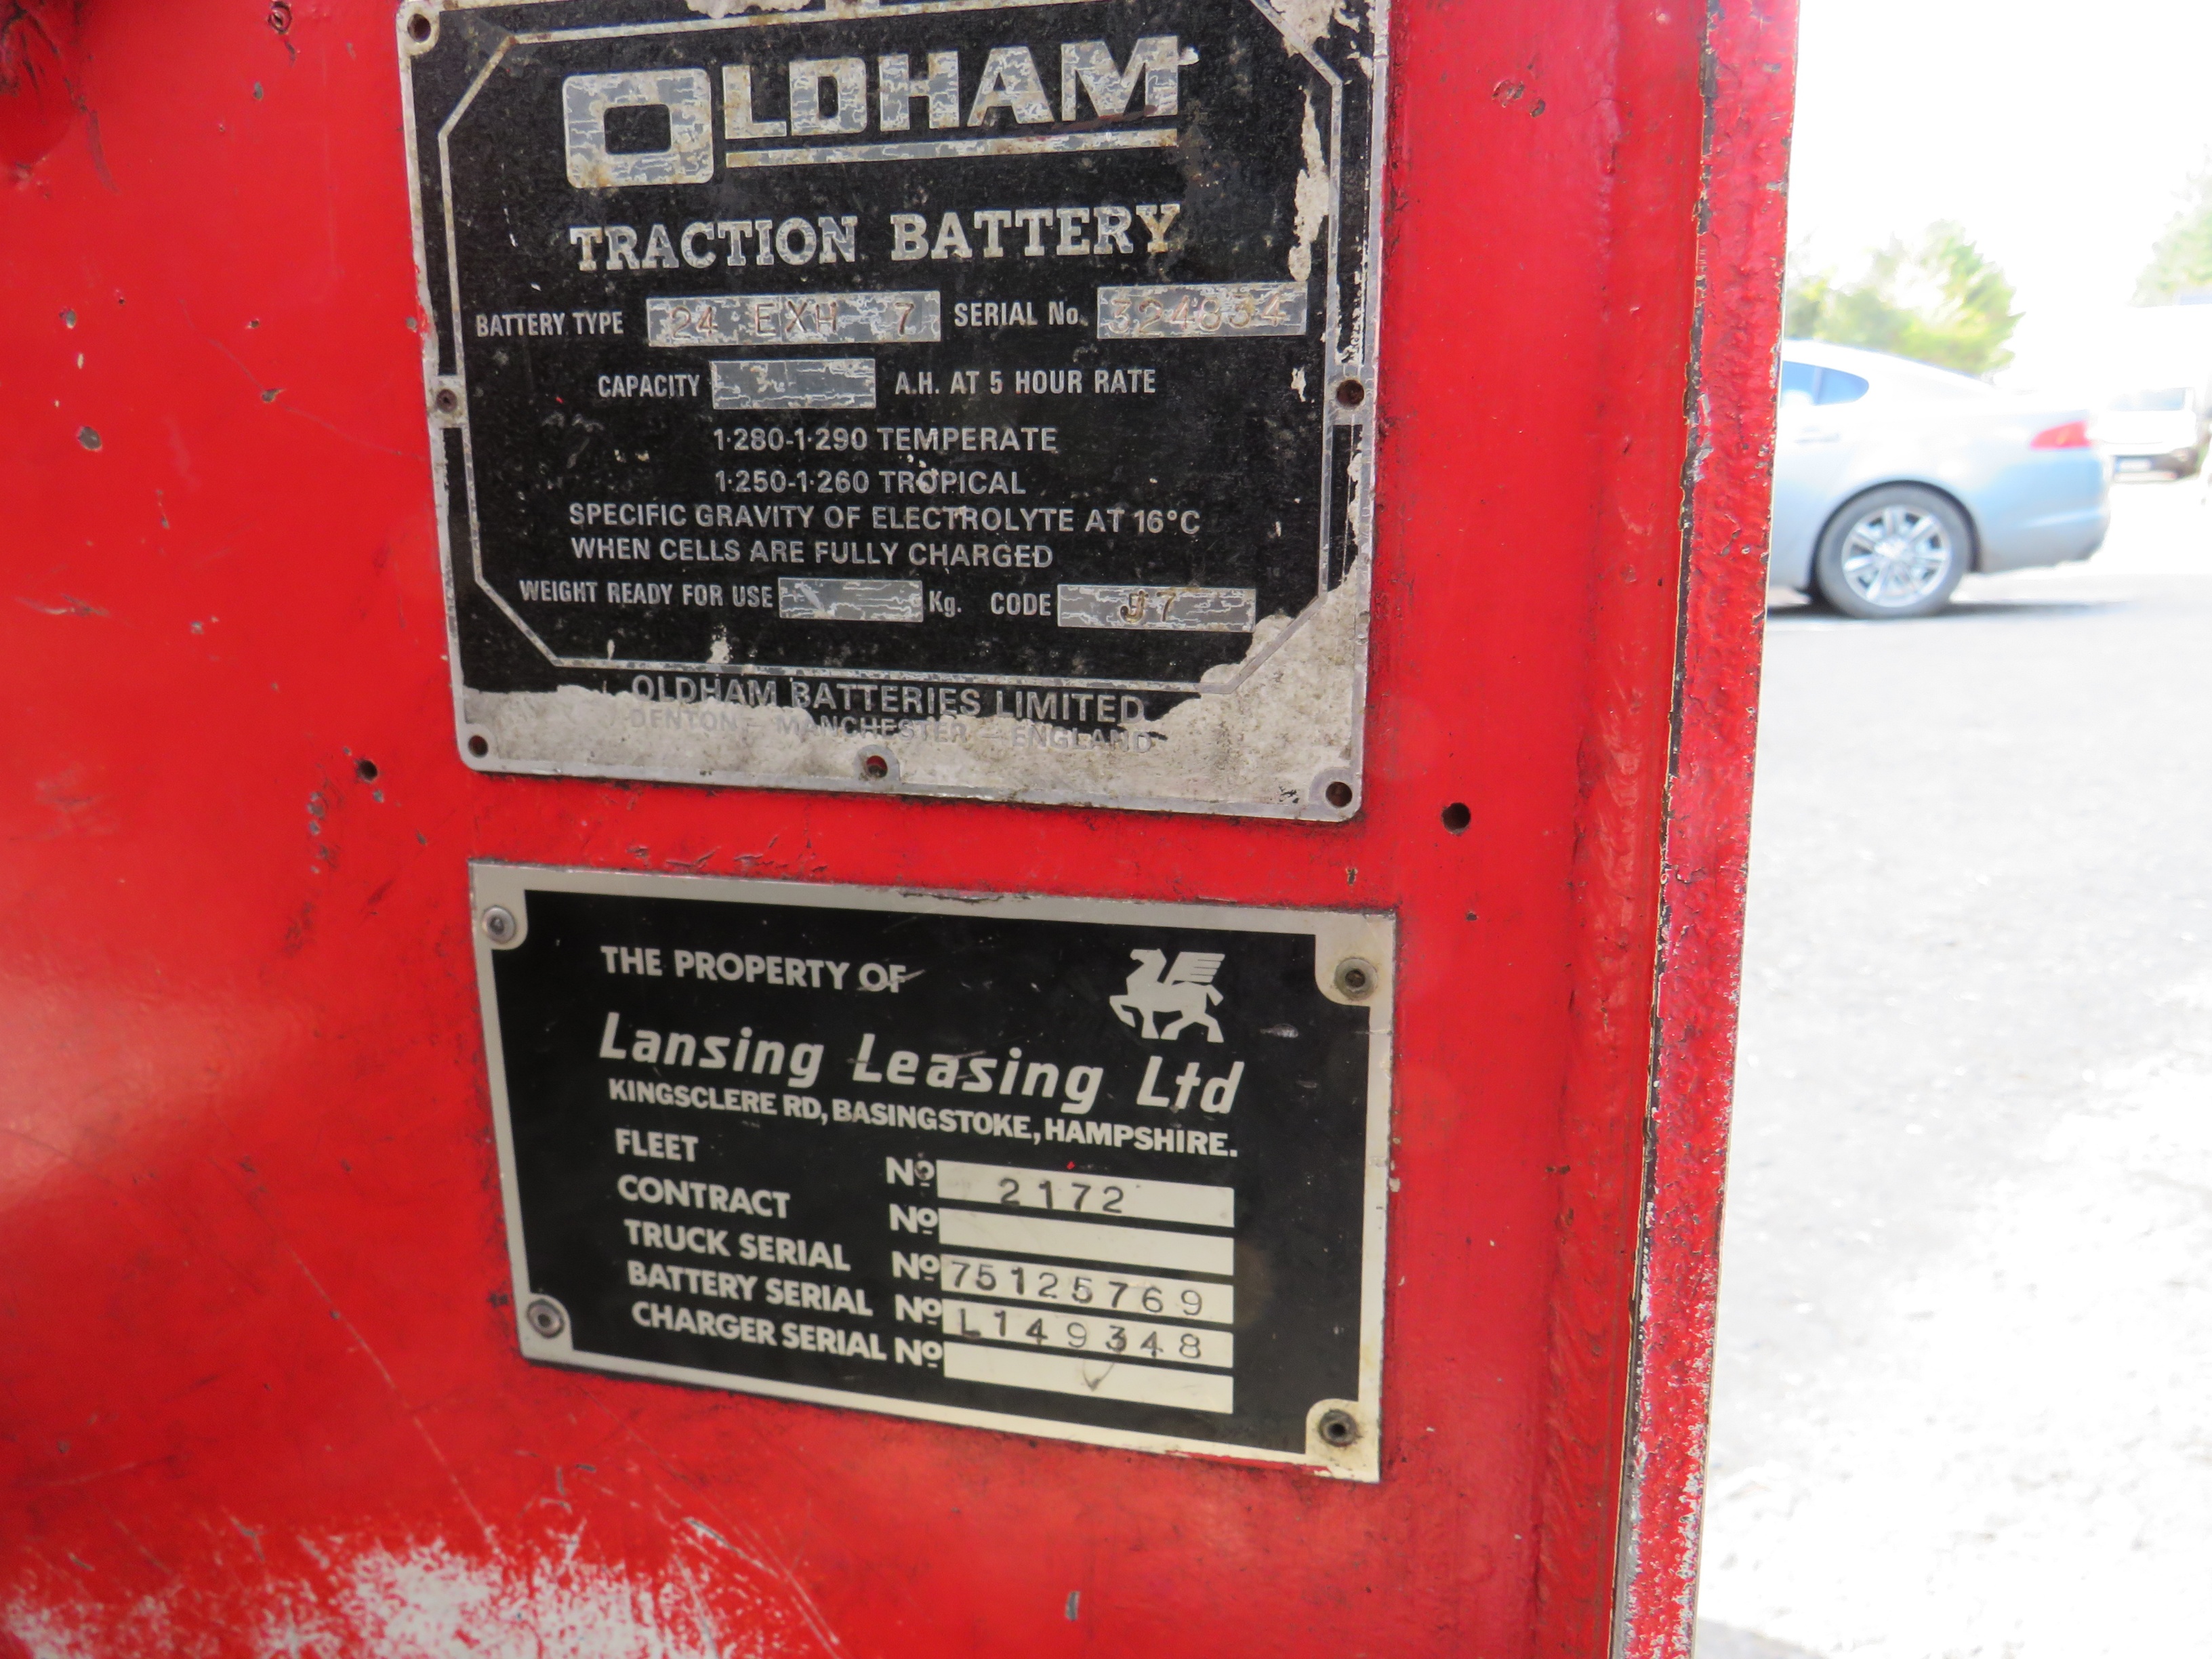 OLDHAM
TRACTION BATTERY
BATTERY TYPE 24 EXH 7 SERIAL No. 324834
CAPACITY A.H. AT 5 HOUR RATE
1·280-1·290 TEMPERATE
1·250-1·260 TROPICAL
SPECIFIC GRAVITY OF ELECTROLYTE AT 16°C
WHEN CELLS ARE FULLY CHARGED
WEIGHT READY FOR USE Kg. CODE J7
OLDHAM BATTERIES LIMITED
DENTON — MANCHESTER — ENGLAND
THE PROPERTY OF
Lansing Leasing Ltd
KINGSCLERE RD, BASINGSTOKE, HAMPSHIRE.
FLEET Nº 2172
CONTRACT Nº
TRUCK SERIAL Nº 75125769
BATTERY SERIAL Nº L149348
CHARGER SERIAL Nº